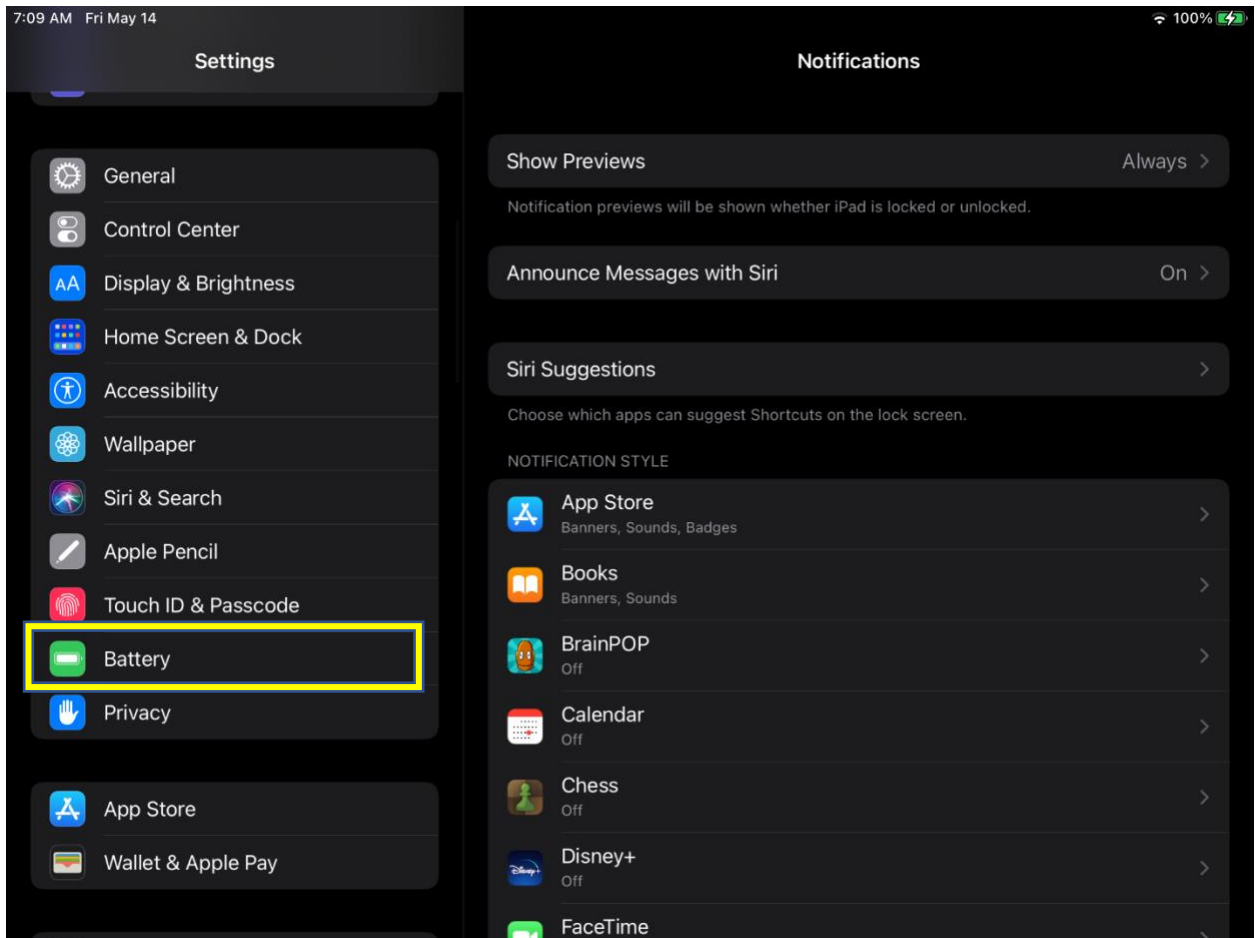 7:09 AM Fri May 14
100%
Settings
General
Control Center
AA Display & Brightness
Home Screen & Dock
Accessibility
Wallpaper
Siri & Search
Apple Pencil
Touch ID & Passcode
Battery
Privacy
App Store
Wallet & Apple Pay
Notifications
Show Previews Always
Notification previews will be shown whether iPad is locked or unlocked.
Announce Messages with Siri On
Siri Suggestions
Choose which apps can suggest Shortcuts on the lock screen.
NOTIFICATION STYLE
App Store
Banners, Sounds, Badges
Books
Banners, Sounds
BrainPOP
Off
Calendar
Off
Chess
Off
Disney+
Disney+
Off
FaceTime